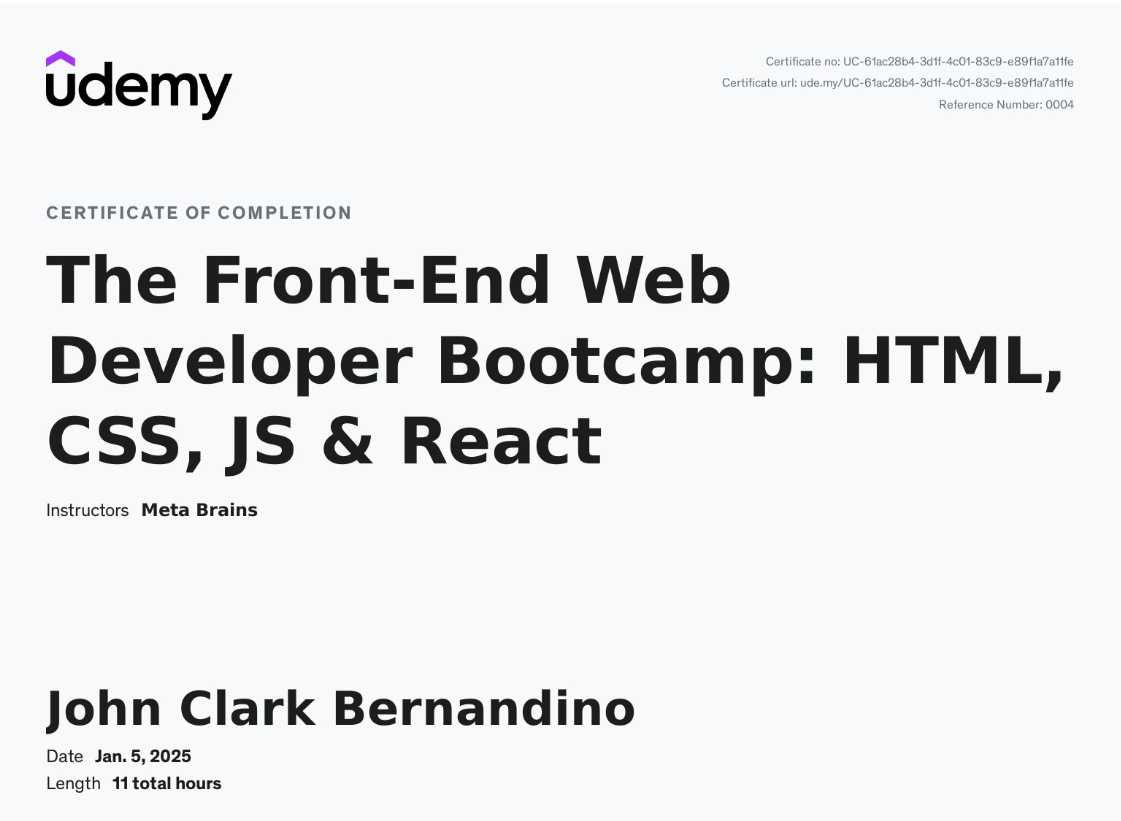 ûdemy
Certificate no: UC-61ac28b4-3d1f-4c01-83c9-e89f1a7a11fe
Certificate url: ude.my/UC-61ac28b4-3d1f-4c01-83c9-e89f1a7a11fe
Reference Number: 0004
CERTIFICATE OF COMPLETION
The Front-End Web
Developer Bootcamp: HTML,
CSS, JS & React
Instructors Meta Brains
John Clark Bernandino
Date Jan. 5, 2025
Length 11 total hours